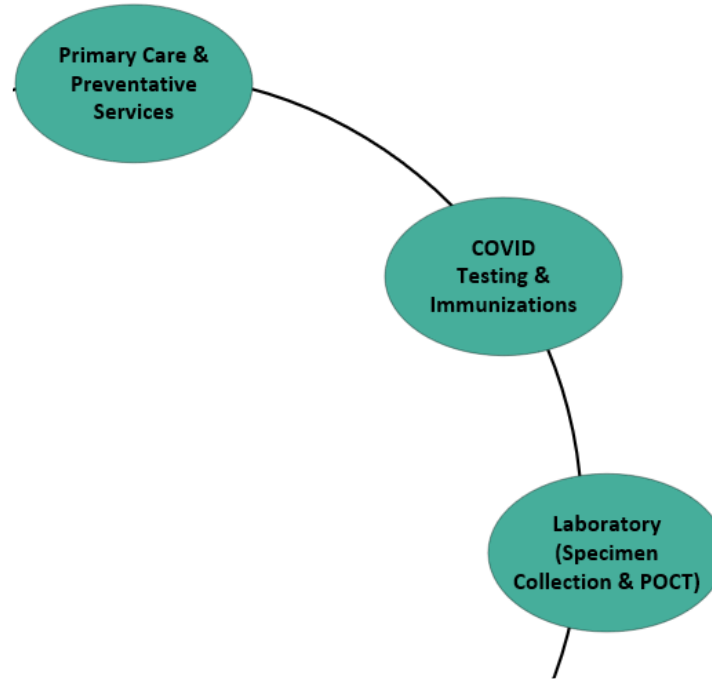 Primary Care &
Preventative
Services
COVID
Testing &
Immunizations
Laboratory
(Specimen
Collection & POCT)